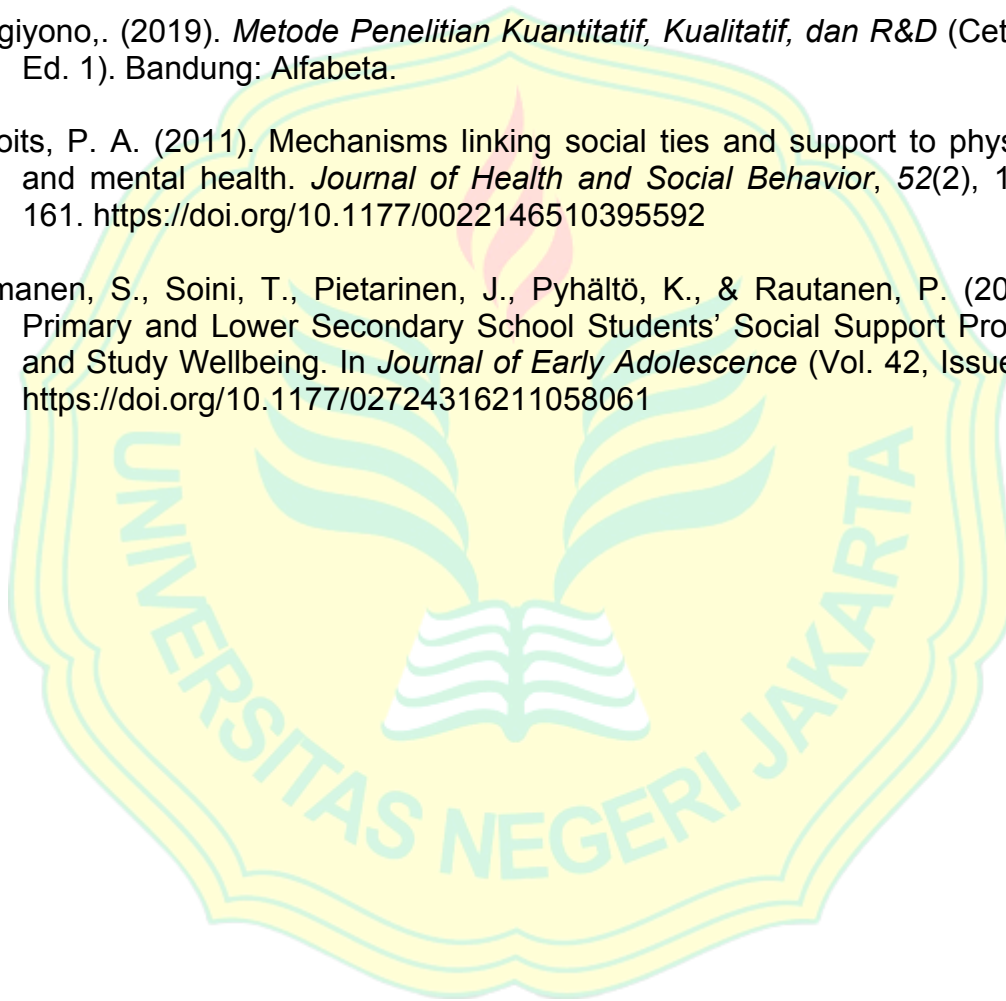 giyono,. (2019). Metode Penelitian Kuantitatif, Kualitatif, dan R&D (Cet
Ed. 1). Bandung: Alfabeta.
oits, P. A. (2011). Mechanisms linking social ties and support to phys
and mental health. Journal of Health and Social Behavior, 52(2), 1
161. https://doi.org/10.1177/0022146510395592
manen, S., Soini, T., Pietarinen, J., Pyhältö, K., & Rautanen, P. (20
Primary and Lower Secondary School Students’ Social Support Pro
and Study Wellbeing. In Journal of Early Adolescence (Vol. 42, Issue
https://doi.org/10.1177/02724316211058061
UNIVERSITAS NEGERI JAKARTA